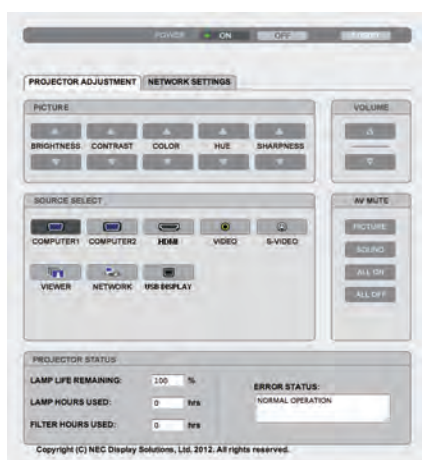 POWER ON OFF
PROJECTOR ADJUSTMENT NETWORK SETTINGS
PICTURE VOLUME
BRIGHTNESS CONTRAST COLOR HUE SHARPNESS
SOURCE SELECT AV MUTE
COMPUTER1 COMPUTER2 HDMI VIDEO S-VIDEO
PICTURE
SOUND
VIEWER NETWORK USB DISPLAY
ALL ON
ALL OFF
PROJECTOR STATUS
LAMP LIFE REMAINING: 100 %
ERROR STATUS:
LAMP HOURS USED: 0 hrs
NORMAL OPERATION
FILTER HOURS USED: 0 hrs
Copyright (C) NEC Display Solutions, Ltd. 2012. All rights reserved.